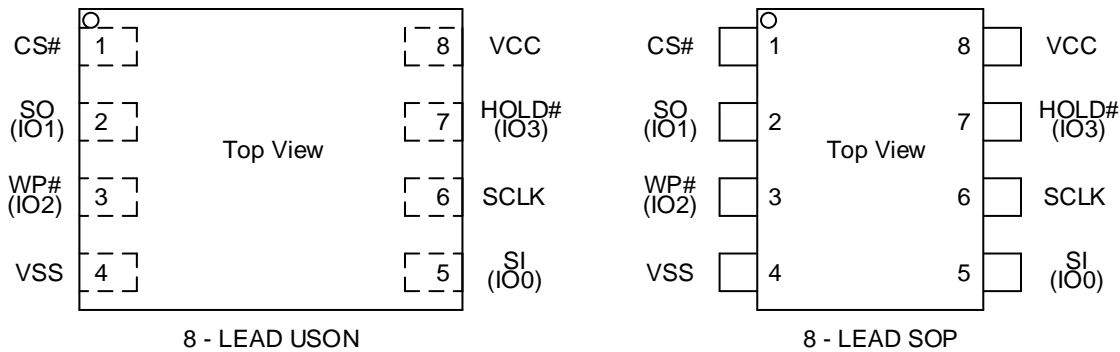 CS# 1 8 VCC
SO (IO1) 2 7 HOLD# (IO3)
Top View
WP# (IO2) 3 6 SCLK
VSS 4 5 SI (IO0)
8 - LEAD USON
CS# 1 8 VCC
SO (IO1) 2 7 HOLD# (IO3)
Top View
WP# (IO2) 3 6 SCLK
VSS 4 5 SI (IO0)
8 - LEAD SOP